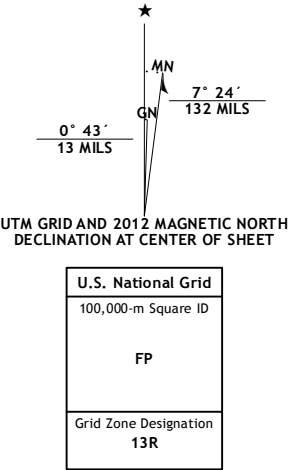 ★
MN
GN
7° 24´
132 MILS
0° 43´
13 MILS
UTM GRID AND 2012 MAGNETIC NORTH
DECLINATION AT CENTER OF SHEET
U.S. National Grid
100,000-m Square ID
FP
Grid Zone Designation
13R